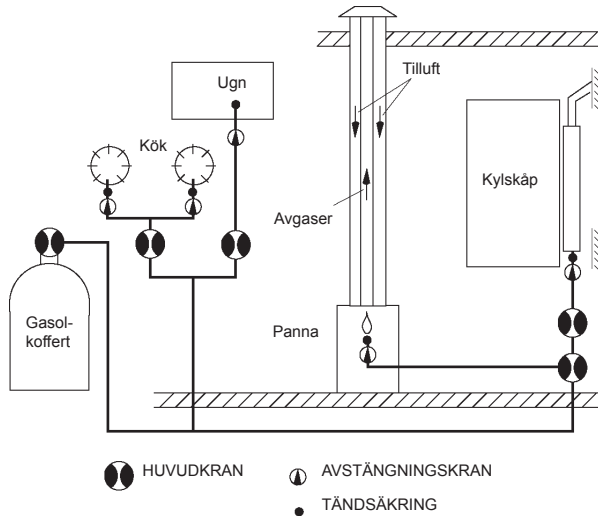 Ugn
Tilluft
Kök
Kylskåp
Avgaser
Gasol-
koffert
Panna
HUVUDKRAN
AVSTÄNGNINGSKRAN
TÄNDSÄKRING